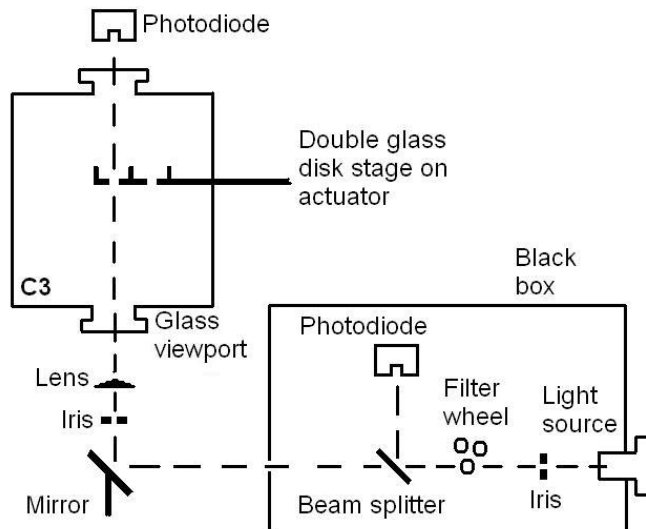 Photodiode
Double glass
disk stage on
actuator
C3
Glass
viewport
Black
box
Photodiode
Lens
Filter
wheel
Light
source
Iris
Mirror
Beam splitter
Iris